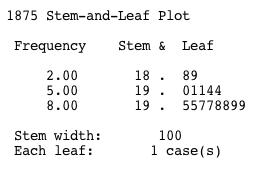 1875 Stem-and-Leaf Plot
Frequency Stem & Leaf
2.00 18 . 89
5.00 19 . 01144
8.00 19 . 55778899
Stem width: 100
Each leaf: 1 case(s)